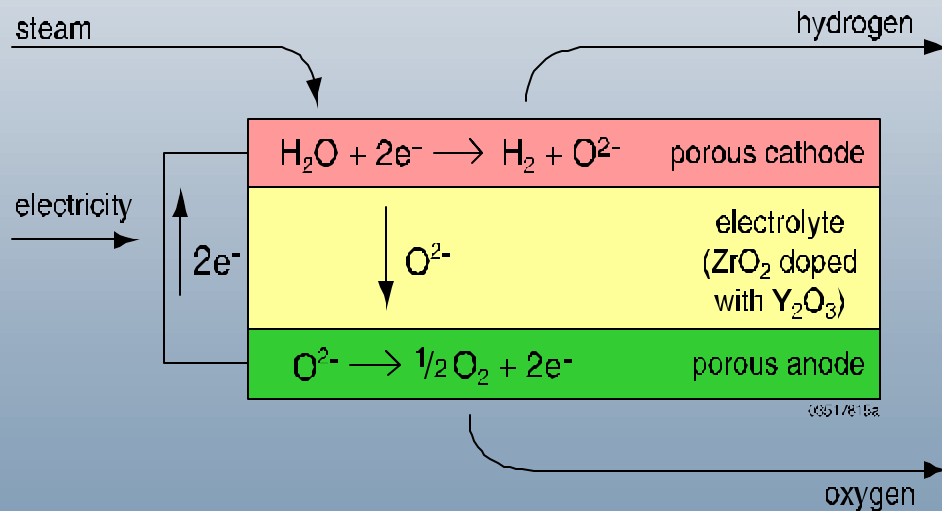 steam
hydrogen
H₂O + 2e⁻ ⟶ H₂ + O²⁻ porous cathode
electricity
2e⁻
O²⁻
electrolyte
(ZrO₂ doped
with Y₂O₃)
O²⁻ ⟶ 1/2 O₂ + 2e⁻ porous anode
oxygen